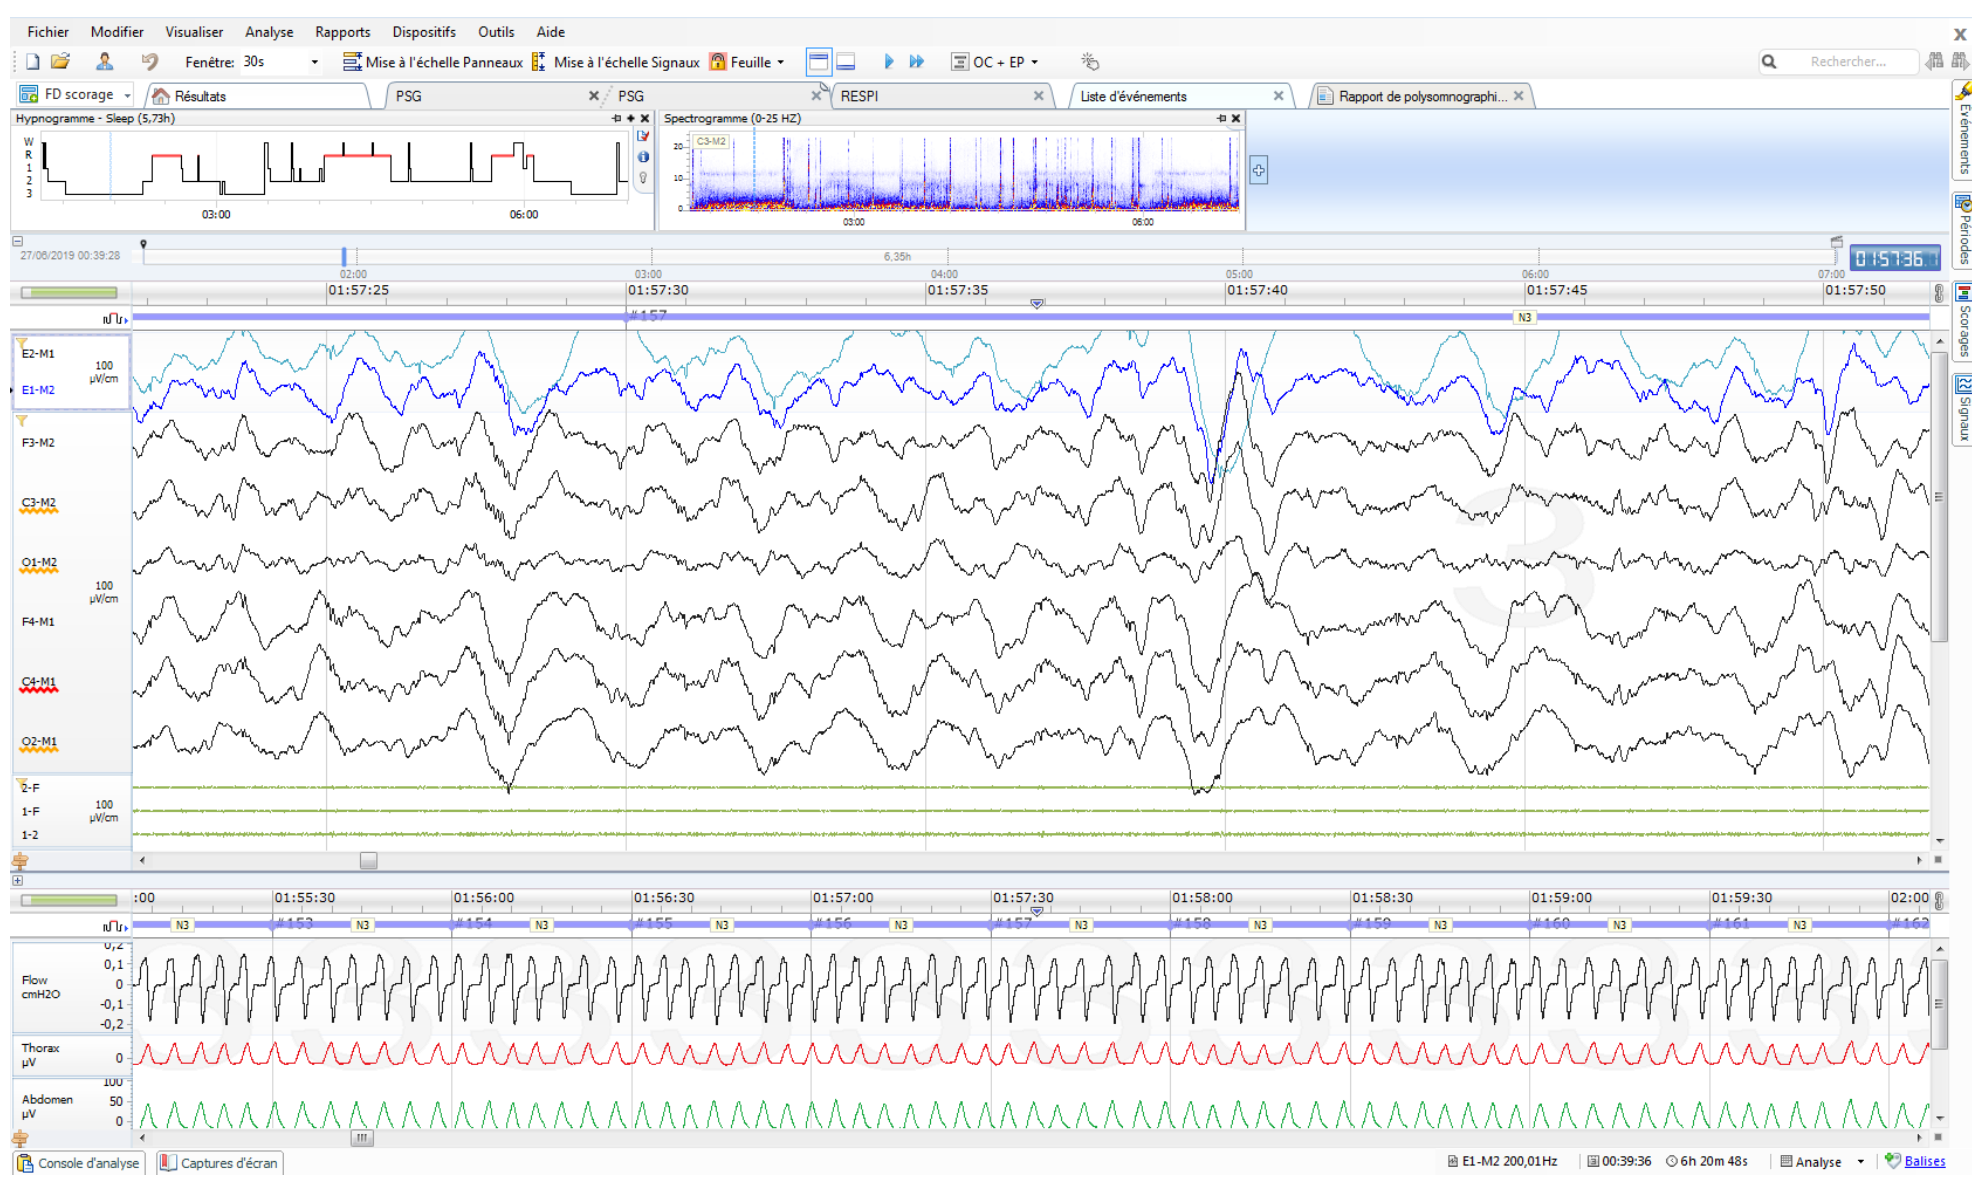 Fichier Modifier Visualiser Analyse Rapports Dispositifs Outils Aide
X
Fenêtre: 30s Mise à l'échelle Panneaux Mise à l'échelle Signaux Feuille OC + EP Rechercher...
FD scorage Résultats PSG PSG RESPI Liste d'événements Rapport de polysomnographi...
Hypnogramme - Sleep (5,73h) Spectrogramme (0-25 HZ)
W
R
1
2
3
03:00 06:00
C3-M2
20
10
0
03:00 06:00
Evénements
Périodes
Scorages
Signaux
27/06/2019 00:39:28 6,35h 01:57:36.1
02:00 03:00 04:00 05:00 06:00 07:00
01:57:25 01:57:30 01:57:35 01:57:40 01:57:45 01:57:50
#157 N3
E2-M1
100
µV/cm
E1-M2
F3-M2
C3-M2
O1-M2
100
µV/cm
F4-M1
C4-M1
O2-M1
3
2-F
1-F 100
µV/cm
1-2
:00 01:55:30 01:56:00 01:56:30 01:57:00 01:57:30 01:58:00 01:58:30 01:59:00 01:59:30 02:00
N3 #153 N3 #154 N3 #155 N3 #156 N3 #157 N3 #158 N3 #159 N3 #160 N3 #161 N3 #162
0,2
0,1
Flow 0
cmH2O
-0,1
-0,2
Thorax
µV 0
100
Abdomen 50
µV 0
Console d'analyse Captures d'écran E1-M2 200,01Hz 00:39:36 6h 20m 48s Analyse Balises